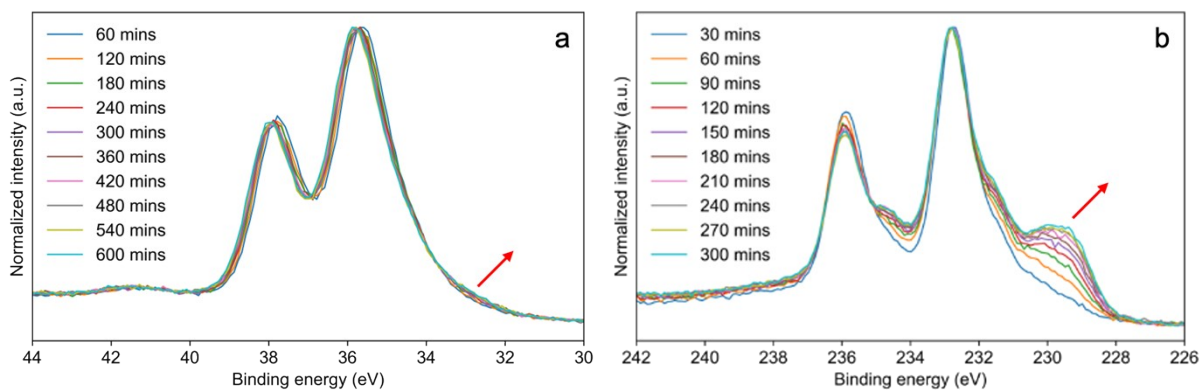 a
60 mins
120 mins
180 mins
240 mins
300 mins
360 mins
420 mins
480 mins
540 mins
600 mins
Normalized intensity (a.u.)
44 42 40 38 36 34 32 30
Binding energy (eV)
b
30 mins
60 mins
90 mins
120 mins
150 mins
180 mins
210 mins
240 mins
270 mins
300 mins
Normalized intensity (a.u.)
242 240 238 236 234 232 230 228 226
Binding energy (eV)